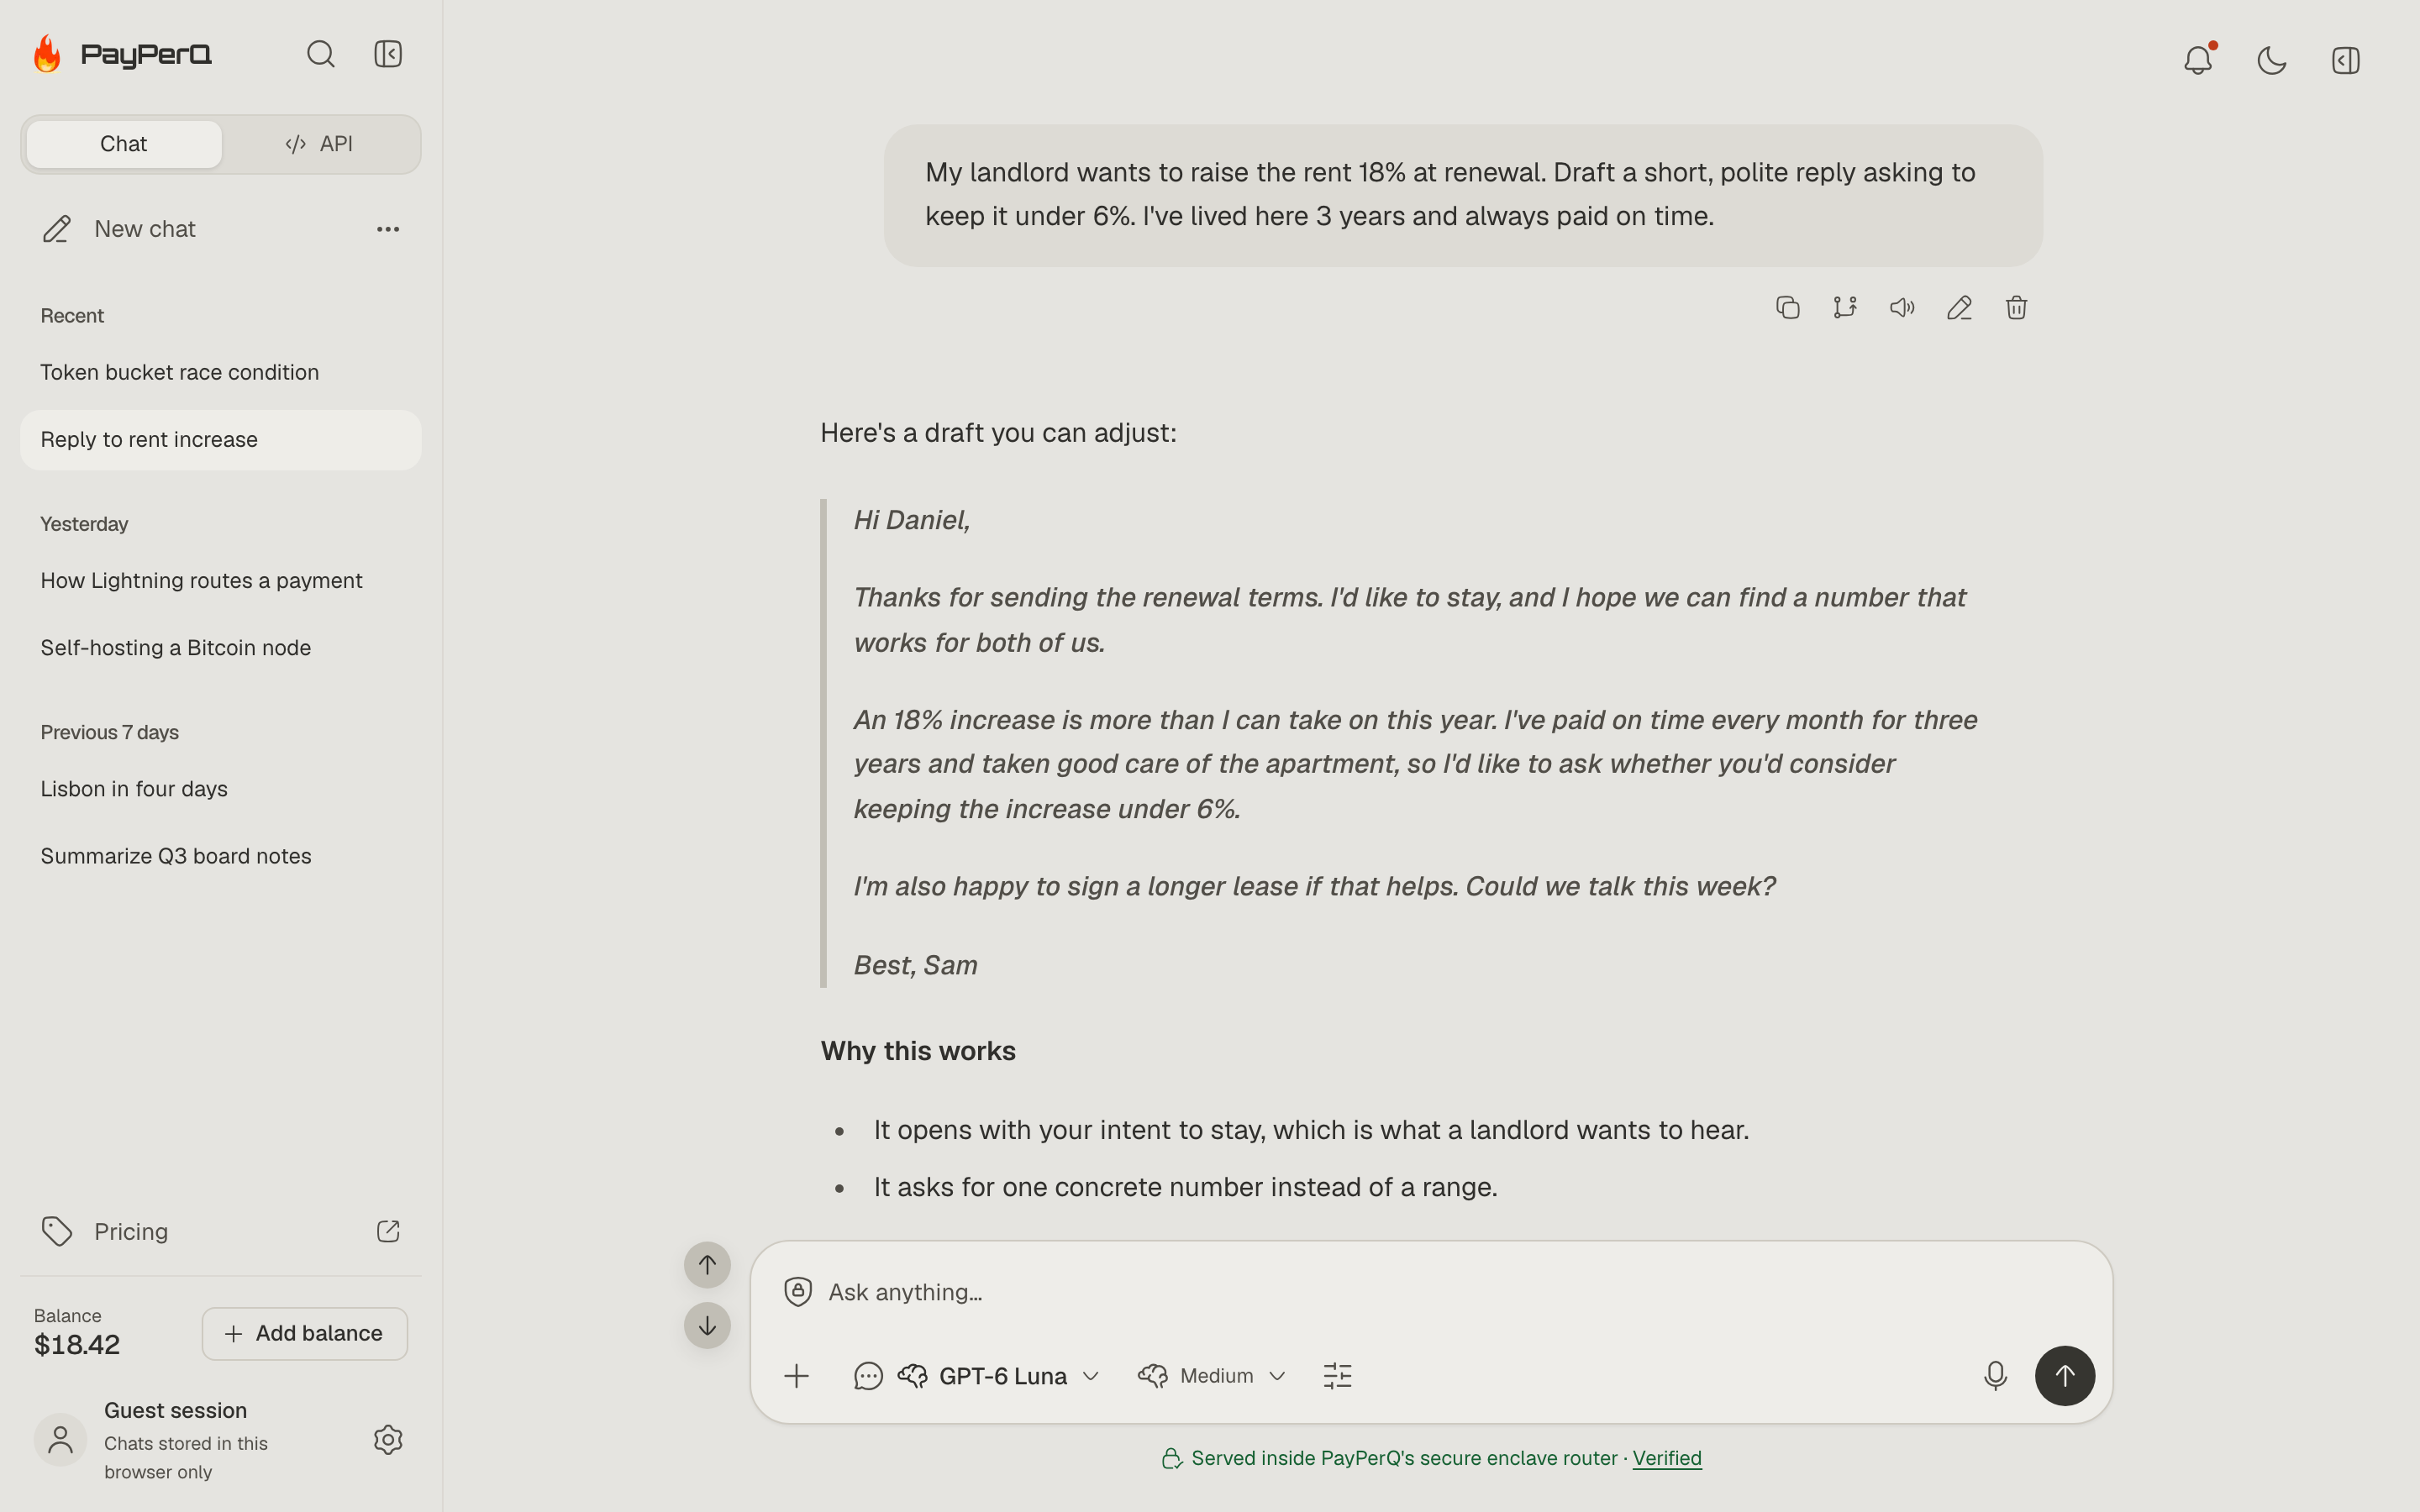 PayPerQ
Chat
API
New chat
Recent
Token bucket race condition
Reply to rent increase
Yesterday
How Lightning routes a payment
Self-hosting a Bitcoin node
Previous 7 days
Lisbon in four days
Summarize Q3 board notes
Pricing
Balance
$18.42
Add balance
Guest session
Chats stored in this
browser only
My landlord wants to raise the rent 18% at renewal. Draft a short, polite reply asking to
keep it under 6%. I've lived here 3 years and always paid on time.
Here's a draft you can adjust:
Hi Daniel,
Thanks for sending the renewal terms. I'd like to stay, and I hope we can find a number that
works for both of us.
An 18% increase is more than I can take on this year. I've paid on time every month for three
years and taken good care of the apartment, so I'd like to ask whether you'd consider
keeping the increase under 6%.
I'm also happy to sign a longer lease if that helps. Could we talk this week?
Best, Sam
Why this works
• It opens with your intent to stay, which is what a landlord wants to hear.
• It asks for one concrete number instead of a range.
Ask anything...
GPT-6 Luna
Medium
Served inside PayPerQ's secure enclave router · Verified